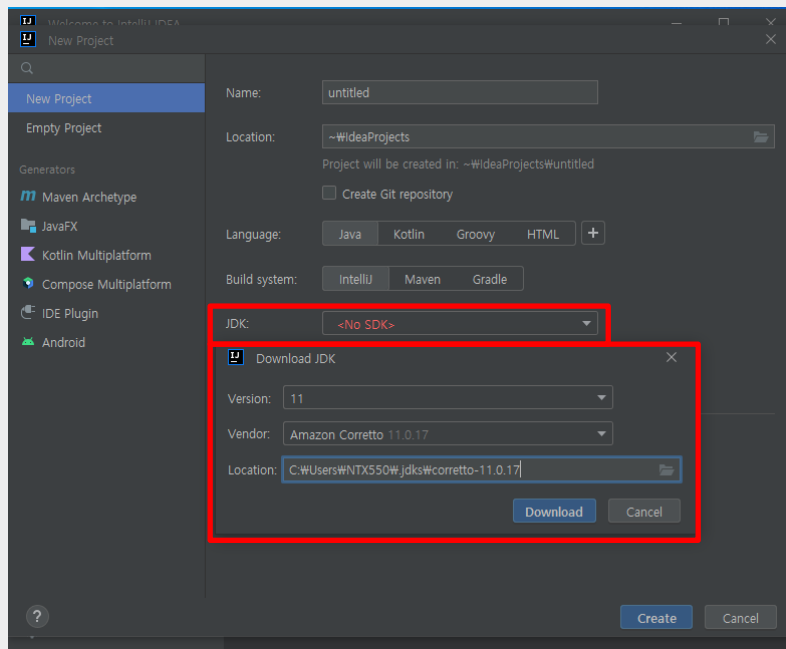 Welcome to IntelliJ IDEA
New Project
New Project
Empty Project
Generators
Maven Archetype
JavaFX
Kotlin Multiplatform
Compose Multiplatform
IDE Plugin
Android
Name: untitled
Location: ~₩IdeaProjects
Project will be created in: ~₩IdeaProjects₩untitled
Create Git repository
Language: Java Kotlin Groovy HTML +
Build system: IntelliJ Maven Gradle
JDK: <No SDK>
Download JDK
Version: 11
Vendor: Amazon Corretto 11.0.17
Location: C:₩Users₩NTX550₩.jdks₩corretto-11.0.17
Download Cancel
? Create Cancel